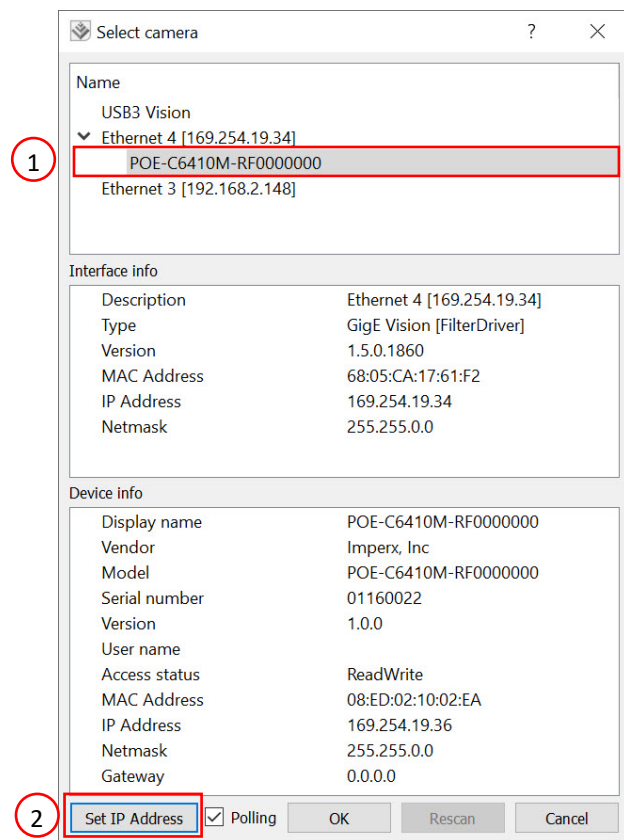 Select camera ? ×
Name
USB3 Vision
Ethernet 4 [169.254.19.34]
1
POE-C6410M-RF0000000
Ethernet 3 [192.168.2.148]
Interface info
Description Ethernet 4 [169.254.19.34]
Type GigE Vision [FilterDriver]
Version 1.5.0.1860
MAC Address 68:05:CA:17:61:F2
IP Address 169.254.19.34
Netmask 255.255.0.0
Device info
Display name POE-C6410M-RF0000000
Vendor Imperx, Inc
Model POE-C6410M-RF0000000
Serial number 01160022
Version 1.0.0
User name
Access status ReadWrite
MAC Address 08:ED:02:10:02:EA
IP Address 169.254.19.36
Netmask 255.255.0.0
Gateway 0.0.0.0
2 Set IP Address Polling OK Rescan Cancel